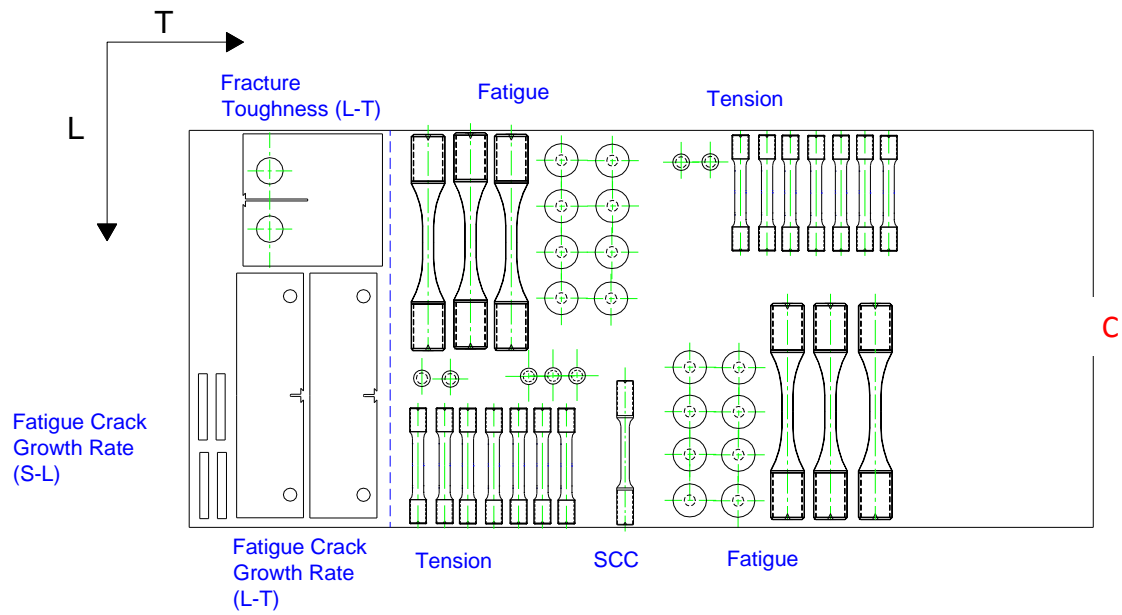 T
L
Fracture
Toughness (L-T)
Fatigue
Tension
C
Fatigue Crack
Growth Rate
(S-L)
Fatigue Crack
Growth Rate
(L-T)
Tension
SCC
Fatigue